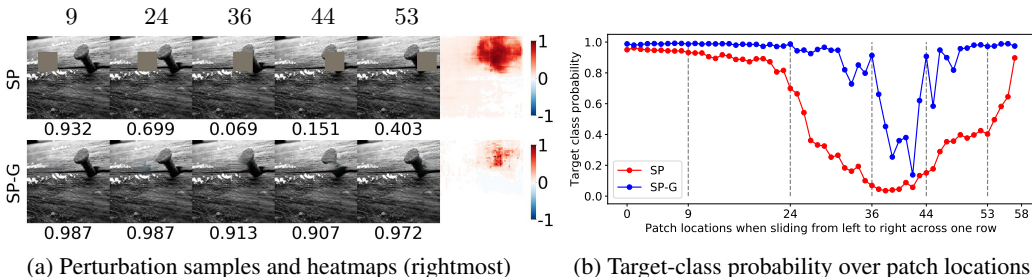 9 24 36 44 53
SP
1
0
-1
0.932 0.699 0.069 0.151 0.403
SP-G
1
0
-1
0.987 0.987 0.913 0.907 0.972
(a) Perturbation samples and heatmaps (rightmost)
Target class probability
1.0
0.8
0.6
0.4
0.2
0.0
SP
SP-G
0 9 24 36 44 53 58
Patch locations when sliding from left to right across one row
(b) Target-class probability over patch locations